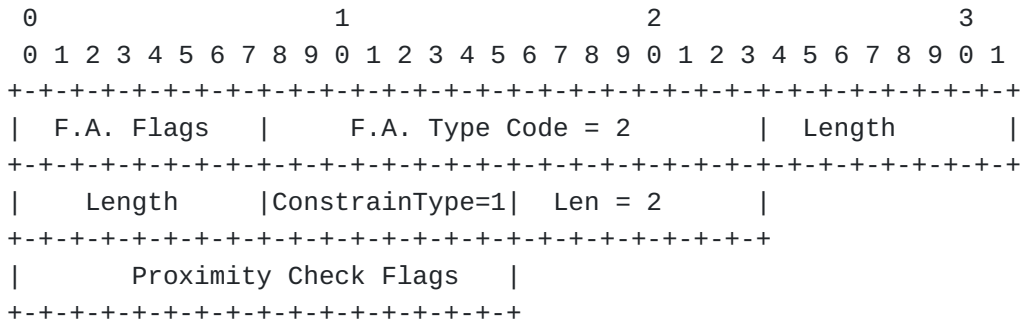 0                   1                   2                   3
 0 1 2 3 4 5 6 7 8 9 0 1 2 3 4 5 6 7 8 9 0 1 2 3 4 5 6 7 8 9 0 1
+-+-+-+-+-+-+-+-+-+-+-+-+-+-+-+-+-+-+-+-+-+-+-+-+-+-+-+-+-+-+-+-+
|  F.A. Flags   |     F.A. Type Code = 2        |  Length       |
+-+-+-+-+-+-+-+-+-+-+-+-+-+-+-+-+-+-+-+-+-+-+-+-+-+-+-+-+-+-+-+-+
|    Length     |ConstrainType=1|  Len = 2      |
+-+-+-+-+-+-+-+-+-+-+-+-+-+-+-+-+-+-+-+-+-+-+-+-+
|       Proximity Check Flags   |
+-+-+-+-+-+-+-+-+-+-+-+-+-+-+-+-+